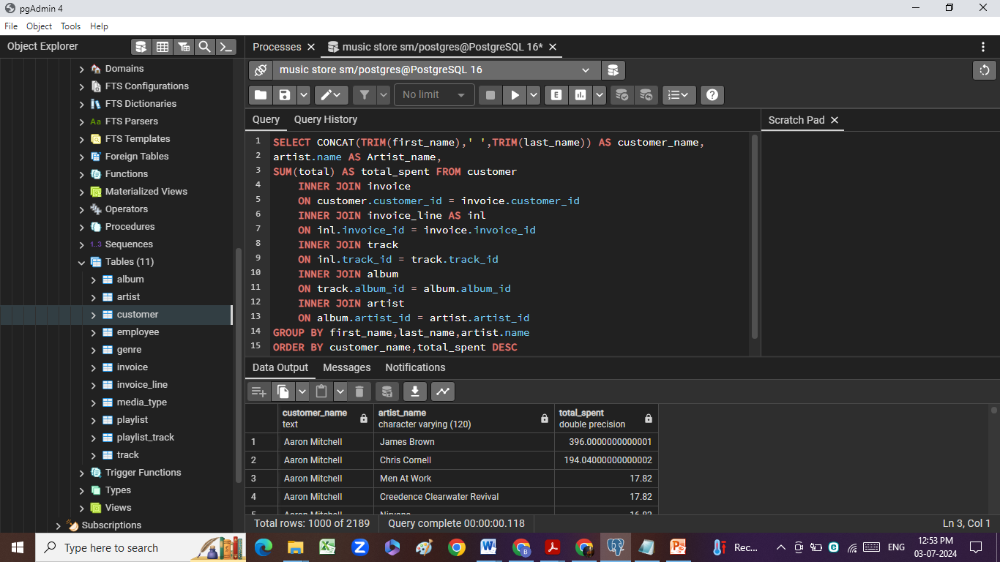 pgAdmin 4
File Object Tools Help
Object Explorer
Domains
FTS Configurations
FTS Dictionaries
Aa FTS Parsers
FTS Templates
Foreign Tables
Functions
Materialized Views
Operators
Procedures
1..3 Sequences
Tables (11)
album
artist
customer
employee
genre
invoice
invoice_line
media_type
playlist
playlist_track
track
Trigger Functions
Types
Views
Subscriptions
Processes
music store sm/postgres@PostgreSQL 16*
music store sm/postgres@PostgreSQL 16
No limit
E
Query Query History
Scratch Pad
1 SELECT CONCAT(TRIM(first_name),' ',TRIM(last_name)) AS customer_name,
2 artist.name AS Artist_name,
3 SUM(total) AS total_spent FROM customer
4 INNER JOIN invoice
5 ON customer.customer_id = invoice.customer_id
6 INNER JOIN invoice_line AS inl
7 ON inl.invoice_id = invoice.invoice_id
8 INNER JOIN track
9 ON inl.track_id = track.track_id
10 INNER JOIN album
11 ON track.album_id = album.album_id
12 INNER JOIN artist
13 ON album.artist_id = artist.artist_id
14 GROUP BY first_name,last_name,artist.name
15 ORDER BY customer_name,total_spent DESC
Data Output Messages Notifications
customer_name artist_name total_spent
text character varying (120) double precision
1 Aaron Mitchell James Brown 396.0000000000001
2 Aaron Mitchell Chris Cornell 194.04000000000002
3 Aaron Mitchell Men At Work 17.82
4 Aaron Mitchell Creedence Clearwater Revival 17.82
5 Aaron Mitchell Nirvana
Total rows: 1000 of 2189 Query complete 00:00:00.118 Ln 3, Col 1
Type here to search
Rec...
ENG
12:53 PM
03-07-2024